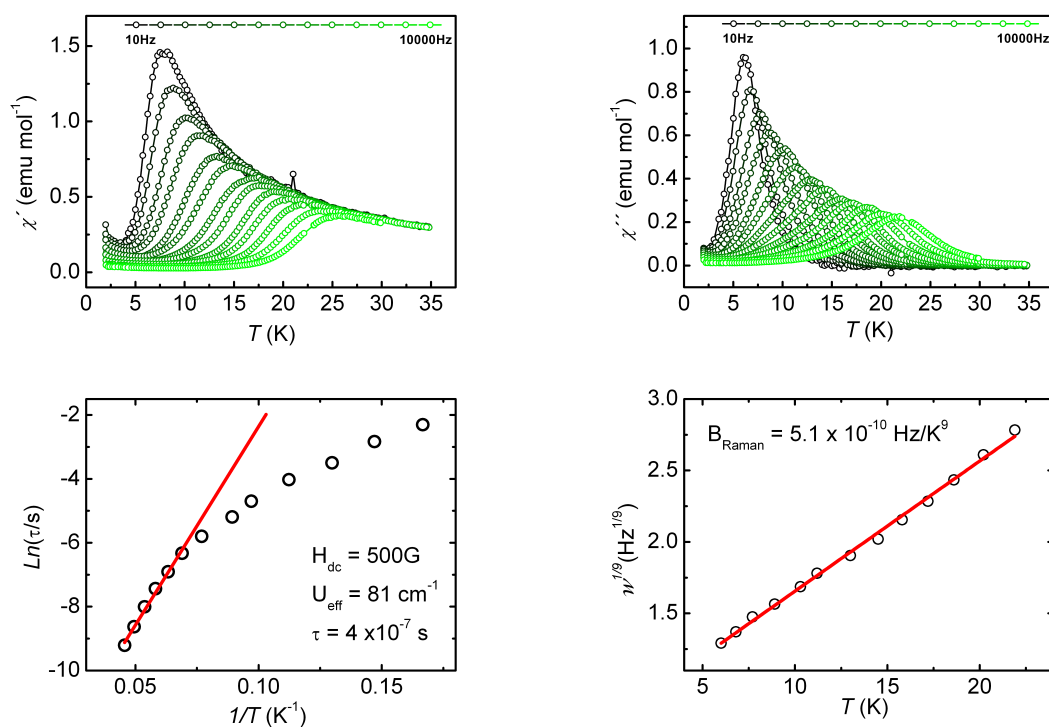 10Hz
10000Hz
1.5
1.0
0.5
0.0
χ´ (emu mol⁻¹)
0 5 10 15 20 25 30 35
T (K)
10Hz
10000Hz
1.0
0.8
0.6
0.4
0.2
0.0
χ´´ (emu mol⁻¹)
0 5 10 15 20 25 30 35
T (K)
-2
-4
-6
-8
-10
Ln(τ/s)
H_dc = 500G
U_eff = 81 cm⁻¹
τ = 4 x10⁻⁷ s
0.05 0.10 0.15
1/T (K⁻¹)
3.0
2.5
2.0
1.5
w^1/9(Hz^1/9)
B_Raman = 5.1 x 10⁻¹⁰ Hz/K⁹
5 10 15 20
T (K)